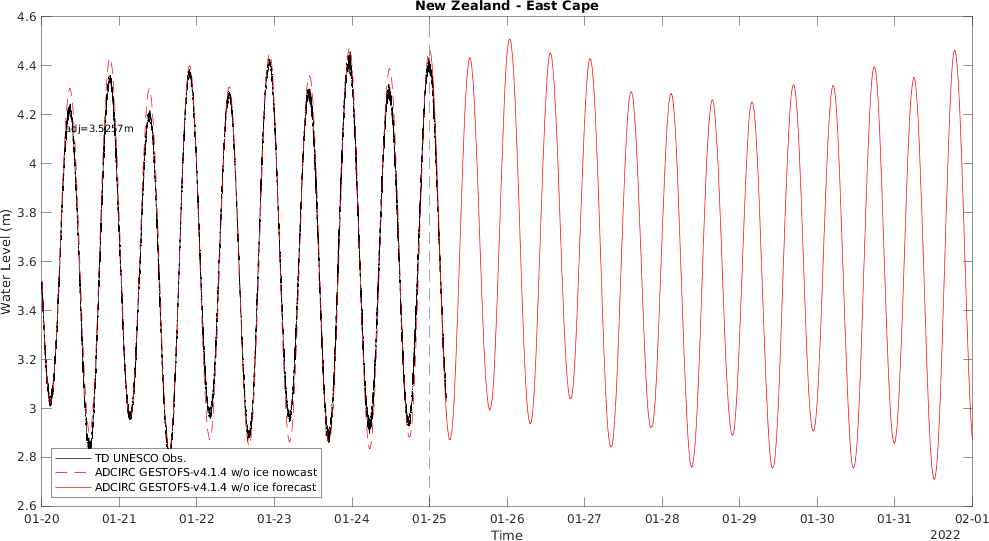 New Zealand - East Cape
4.6
4.4
4.2
4
3.8
3.6
3.4
3.2
3
2.8
2.6
Water Level (m)
adj=3.5257m
TD UNESCO Obs.
ADCIRC GESTOFS-v4.1.4 w/o ice nowcast
ADCIRC GESTOFS-v4.1.4 w/o ice forecast
01-20 01-21 01-22 01-23 01-24 01-25 01-26 01-27 01-28 01-29 01-30 01-31 02-01
Time
2022